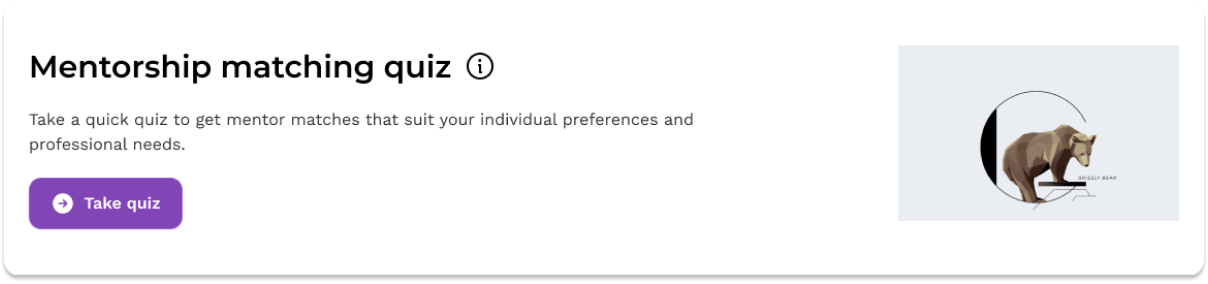 Mentorship matching quiz
Take a quick quiz to get mentor matches that suit your individual preferences and
professional needs.
Take quiz
GRIZZLY BEAR